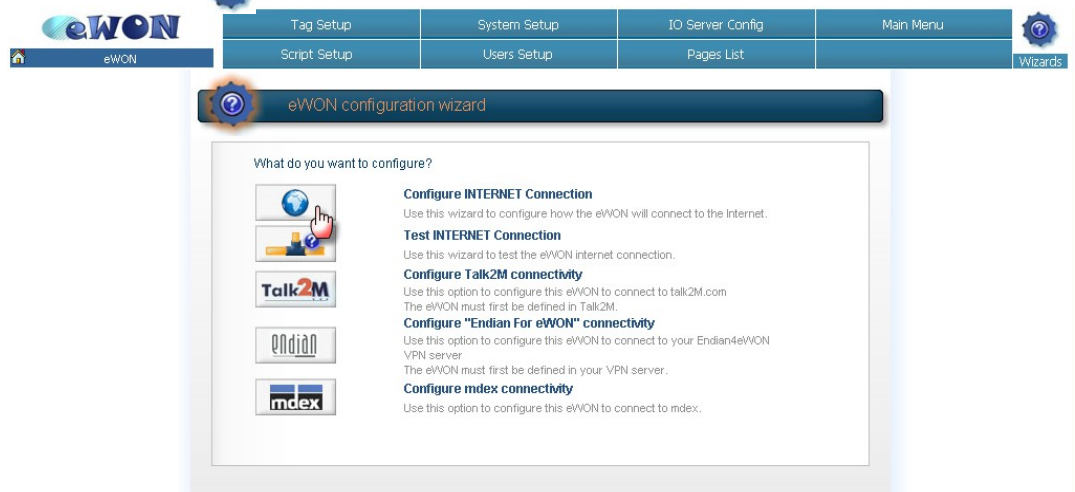 eWON
Tag Setup
System Setup
IO Server Config
Main Menu
eWON
Script Setup
Users Setup
Pages List
Wizards
eWON configuration wizard
What do you want to configure?
Configure INTERNET Connection
Use this wizard to configure how the eWON will connect to the Internet.
Test INTERNET Connection
Use this wizard to test the eWON internet connection.
Talk2M
Configure Talk2M connectivity
Use this option to configure this eWON to connect to talk2M.com
The eWON must first be defined in Talk2M.
endian
Configure "Endian For eWON" connectivity
Use this option to configure this eWON to connect to your Endian4eWON
VPN server
The eWON must first be defined in your VPN server.
mdex
Configure mdex connectivity
Use this option to configure this eWON to connect to mdex.